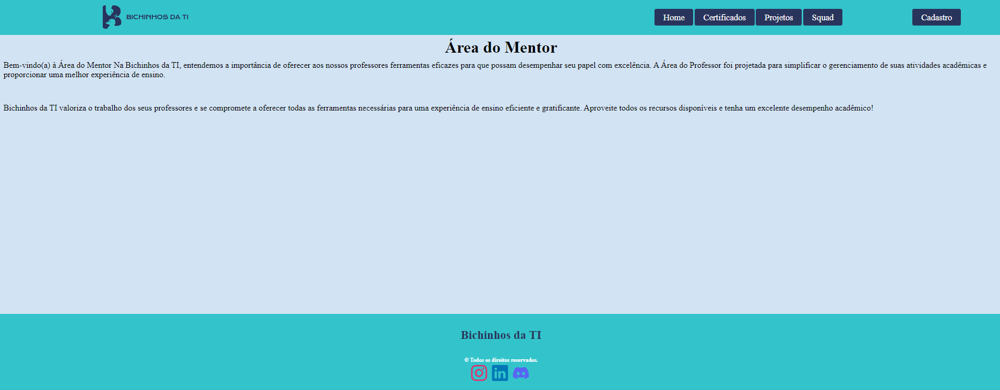 BICHINHOS DA TI
Home Certificados Projetos Squad Cadastro
Área do Mentor
Bem-vindo(a) à Área do Mentor Na Bichinhos da TI, entendemos a importância de oferecer aos nossos professores ferramentas eficazes para que possam desempenhar seu papel com excelência. A Área do Professor foi projetada para simplificar o gerenciamento de suas atividades acadêmicas e
proporcionar uma melhor experiência de ensino.
Bichinhos da TI valoriza o trabalho dos seus professores e se compromete a oferecer todas as ferramentas necessárias para uma experiência de ensino eficiente e gratificante. Aproveite todos os recursos disponíveis e tenha um excelente desempenho acadêmico!
Bichinhos da TI
® Todos os direitos reservados.
in